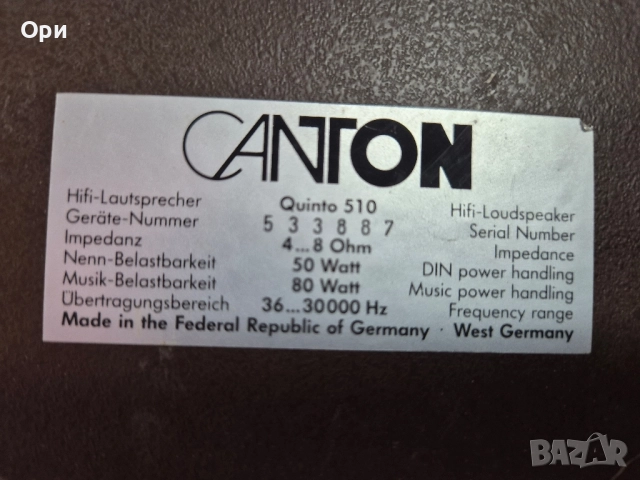 Ори
CANTON
Hifi-Lautsprecher Quinto 510 Hifi-Loudspeaker
Geräte-Nummer 5 3 3 8 8 7 Serial Number
Impedanz 4...8 Ohm Impedance
Nenn-Belastbarkeit 50 Watt DIN power handling
Musik-Belastbarkeit 80 Watt Music power handling
Übertragungsbereich 36...30000 Hz Frequency range
Made in the Federal Republic of Germany · West Germany
BAZAR